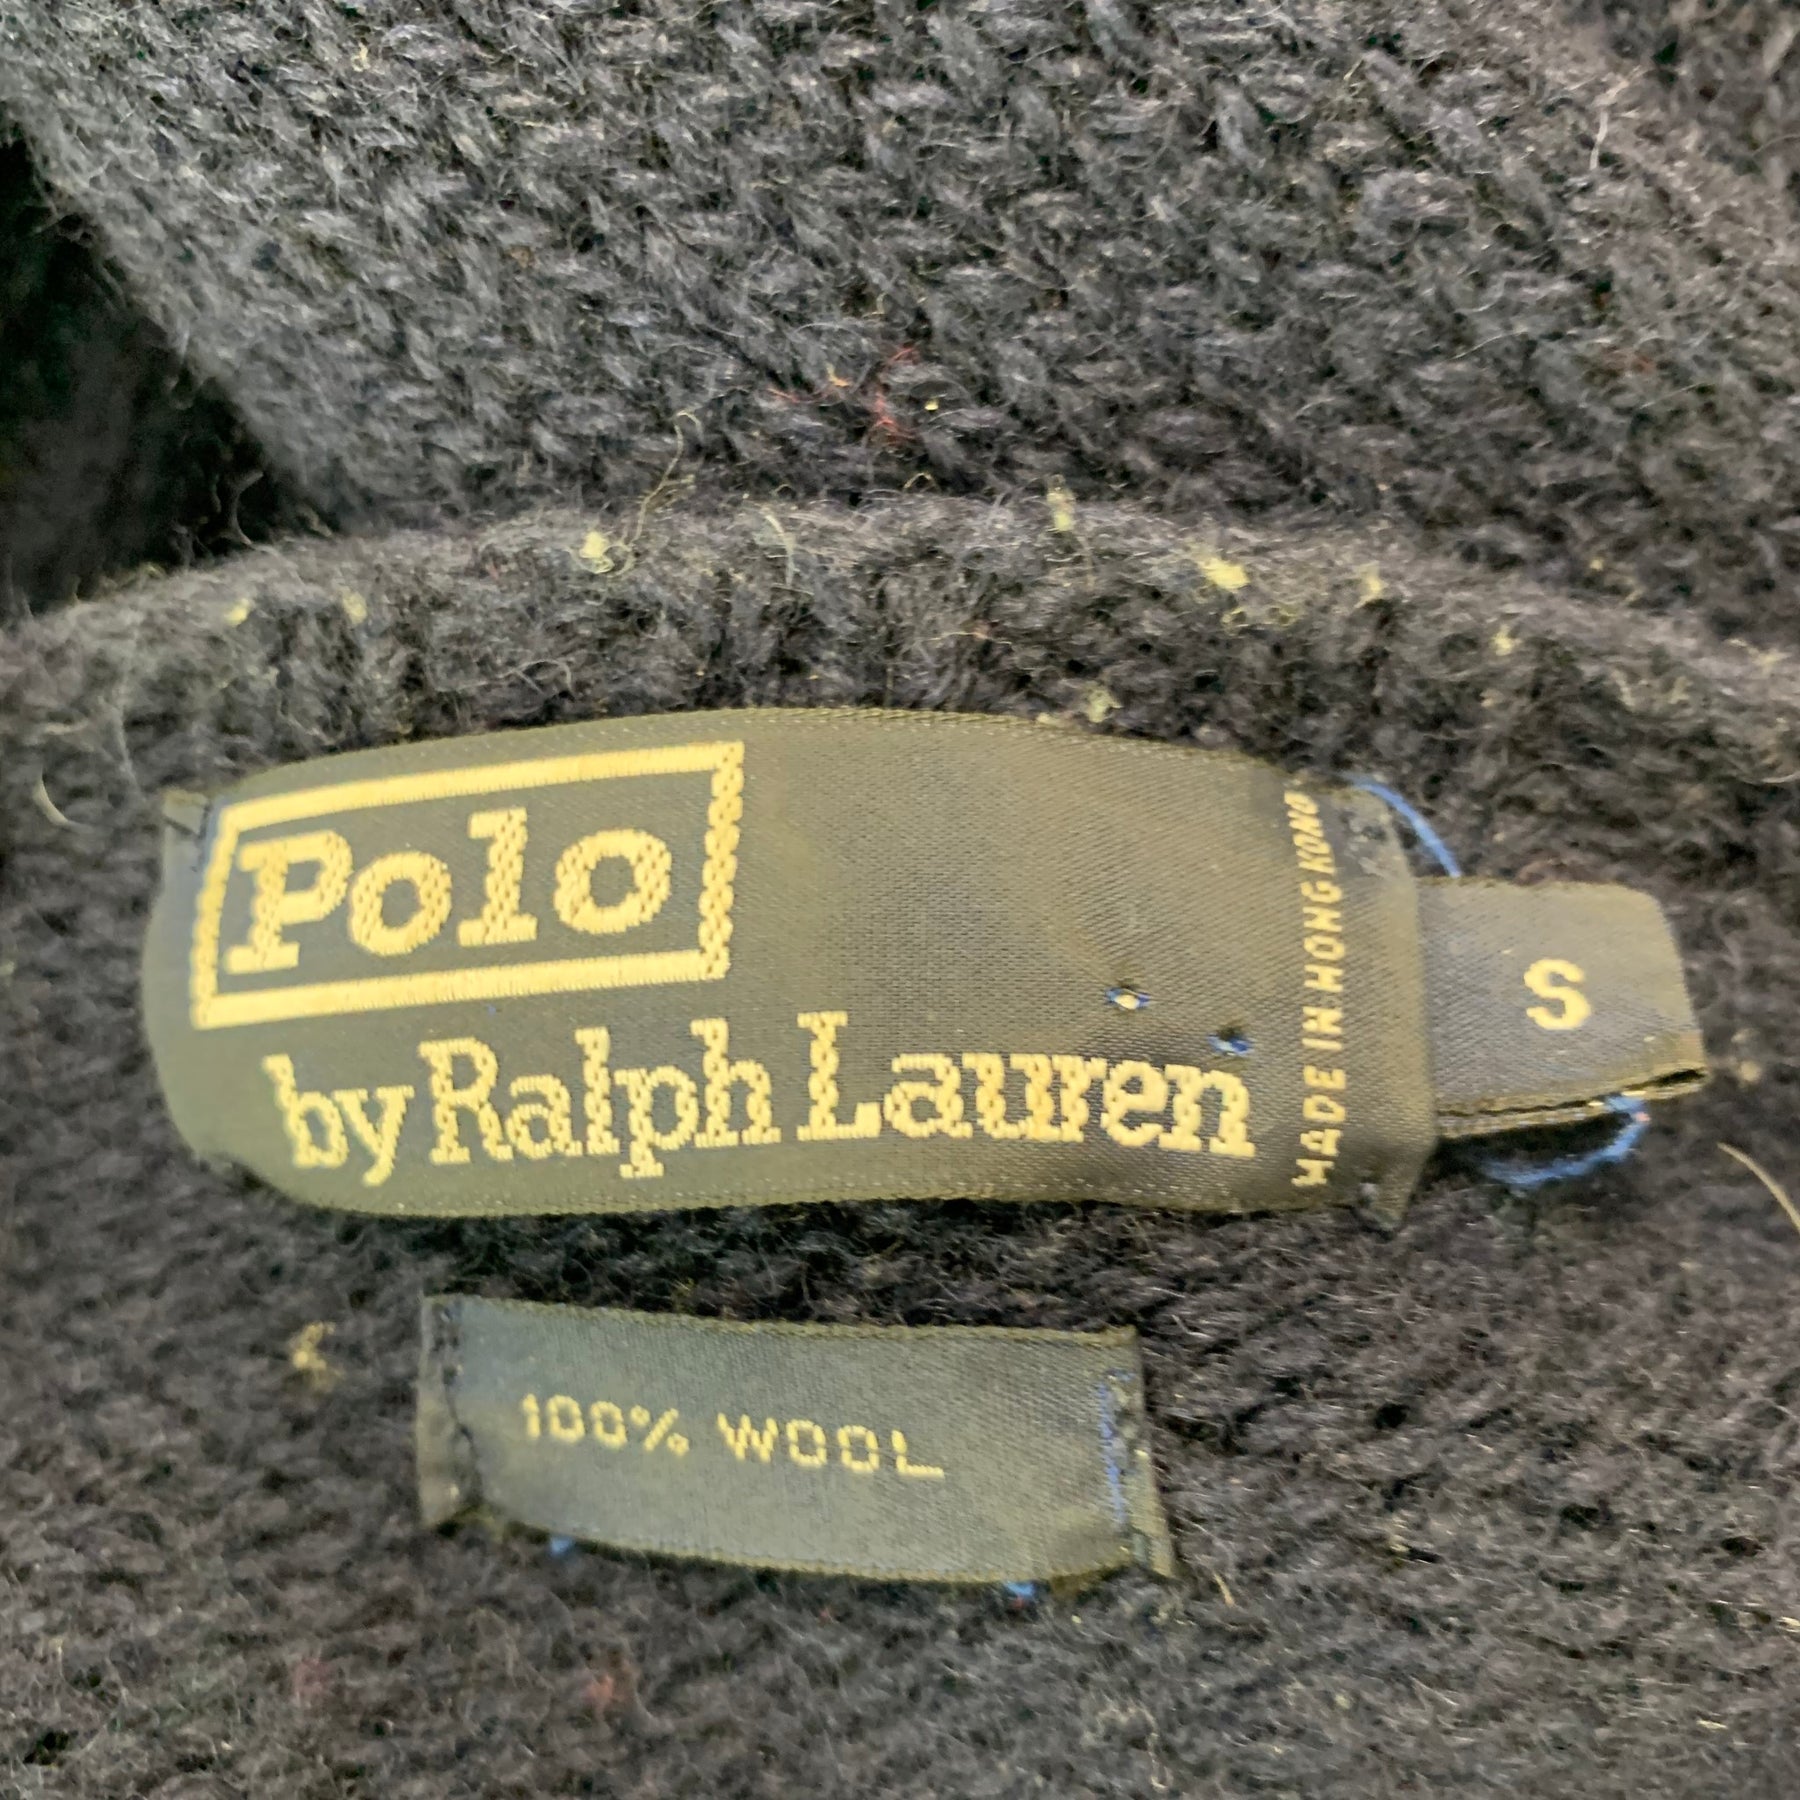 Polo
by Ralph Lauren
MADE IN HONG KONG
S
100% WOOL